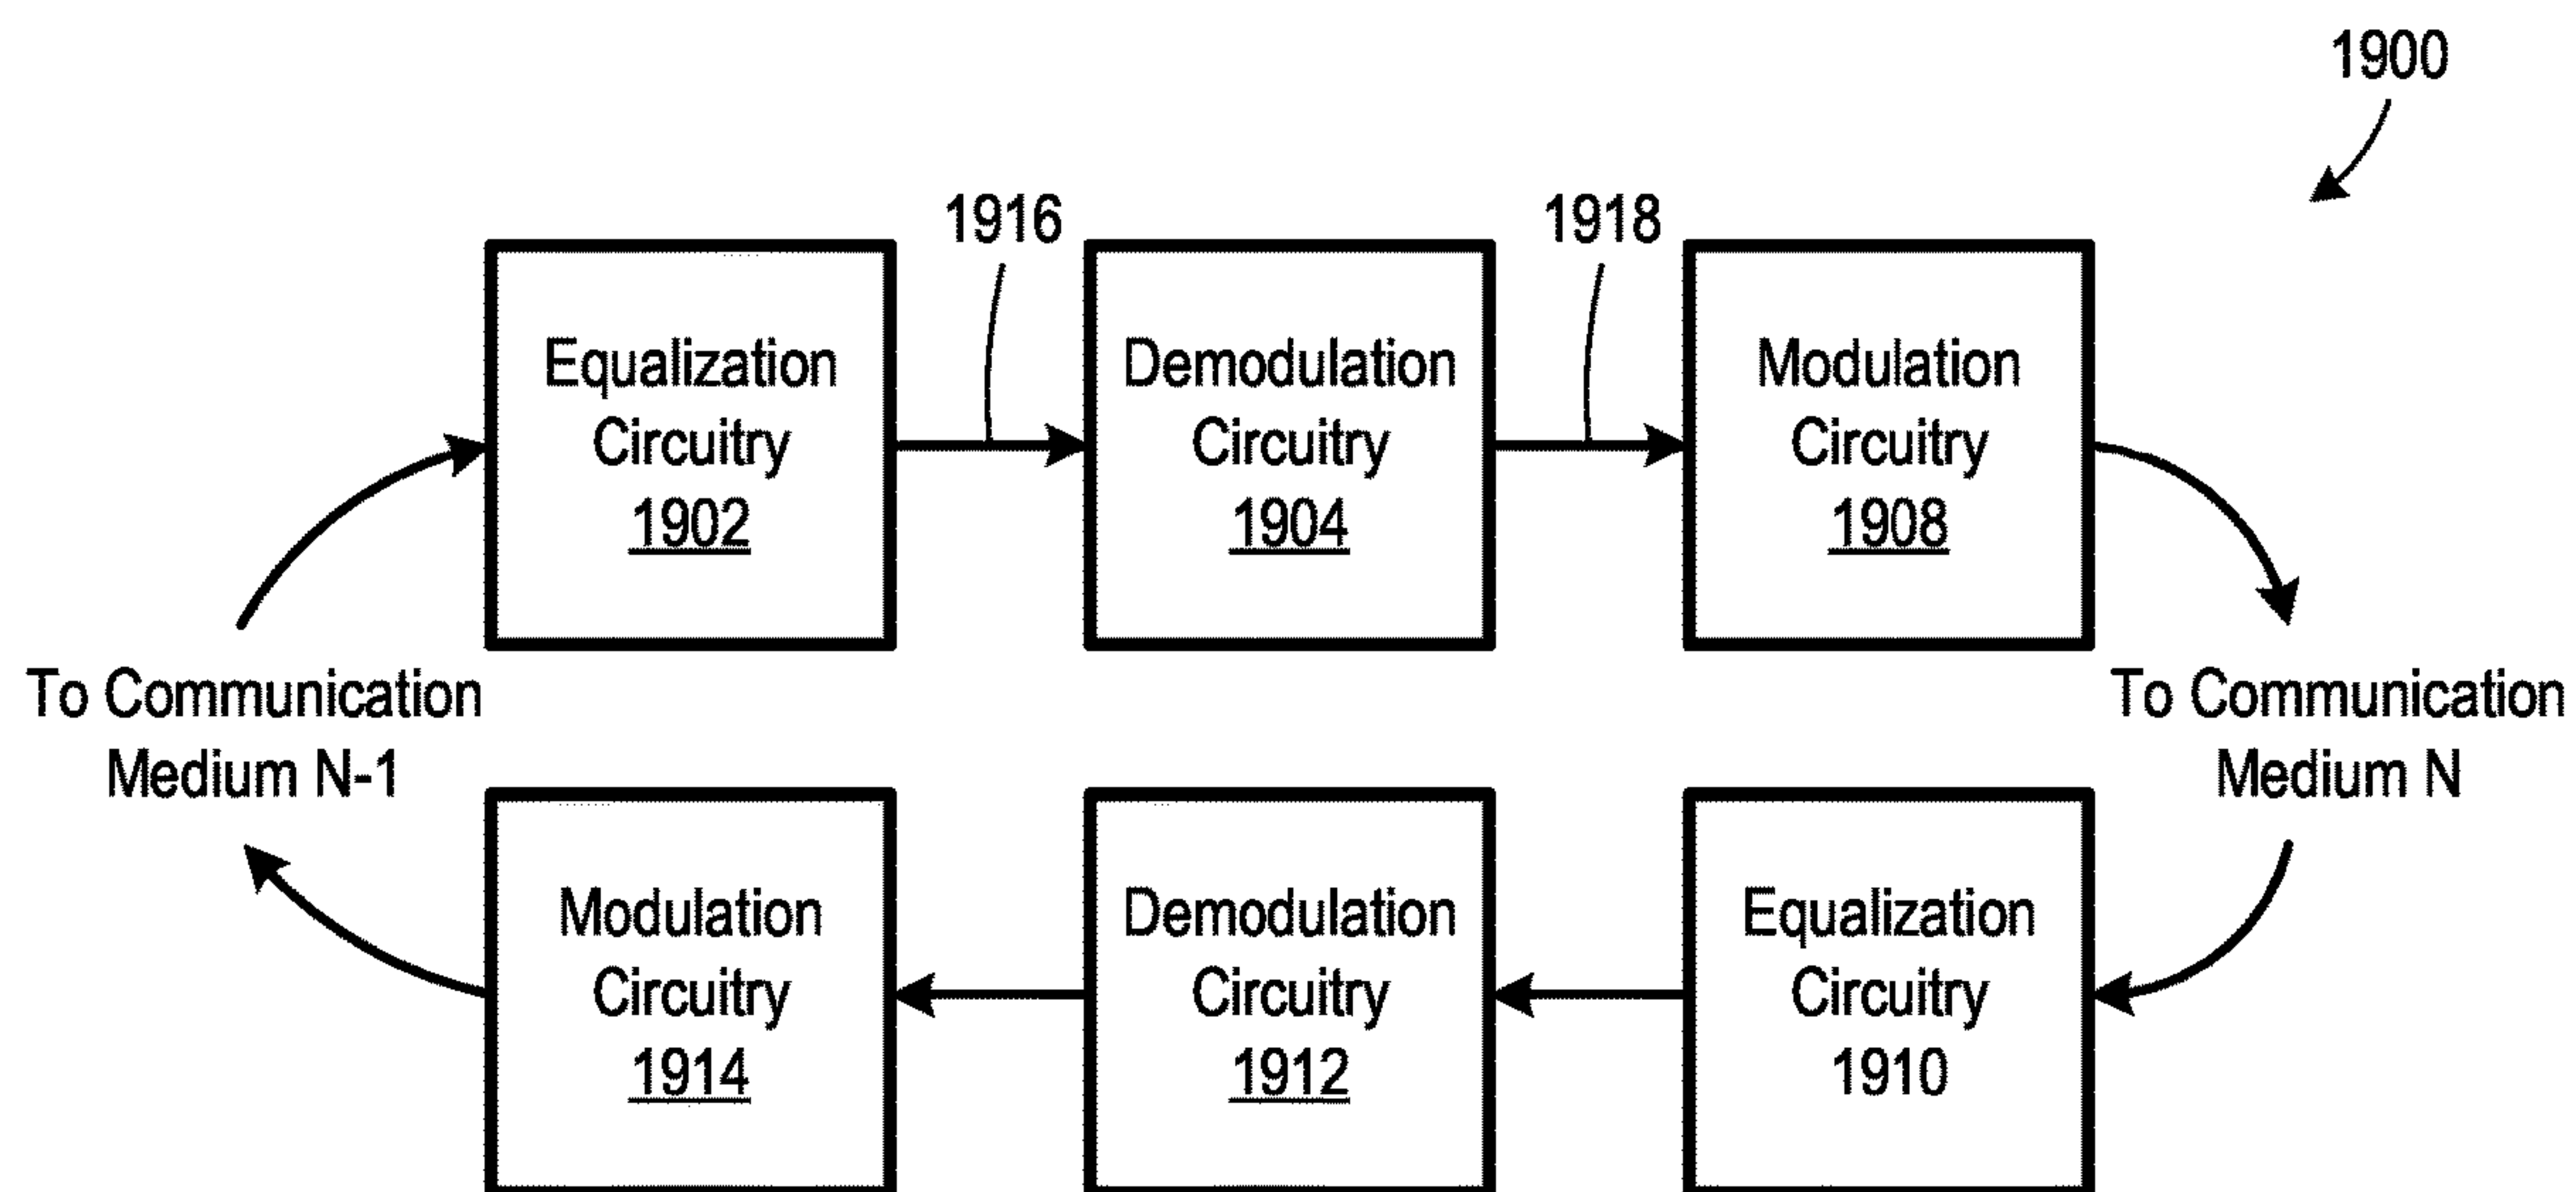 1900
1916
1918
Equalization
Circuitry
1902
Demodulation
Circuitry
1904
Modulation
Circuitry
1908
To Communication
Medium N-1
To Communication
Medium N
Modulation
Circuitry
1914
Demodulation
Circuitry
1912
Equalization
Circuitry
1910